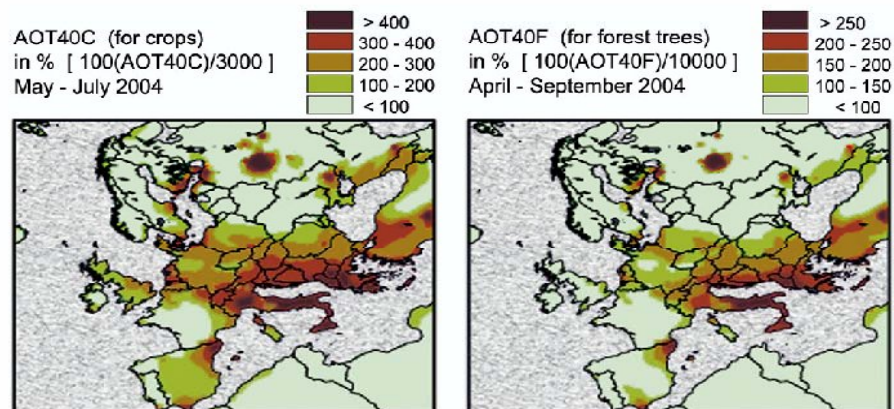 AOT40C (for crops)
in % [ 100(AOT40C)/3000 ]
May - July 2004
> 400
300 - 400
200 - 300
100 - 200
< 100
AOT40F (for forest trees)
in % [ 100(AOT40F)/10000 ]
April - September 2004
> 250
200 - 250
150 - 200
100 - 150
< 100